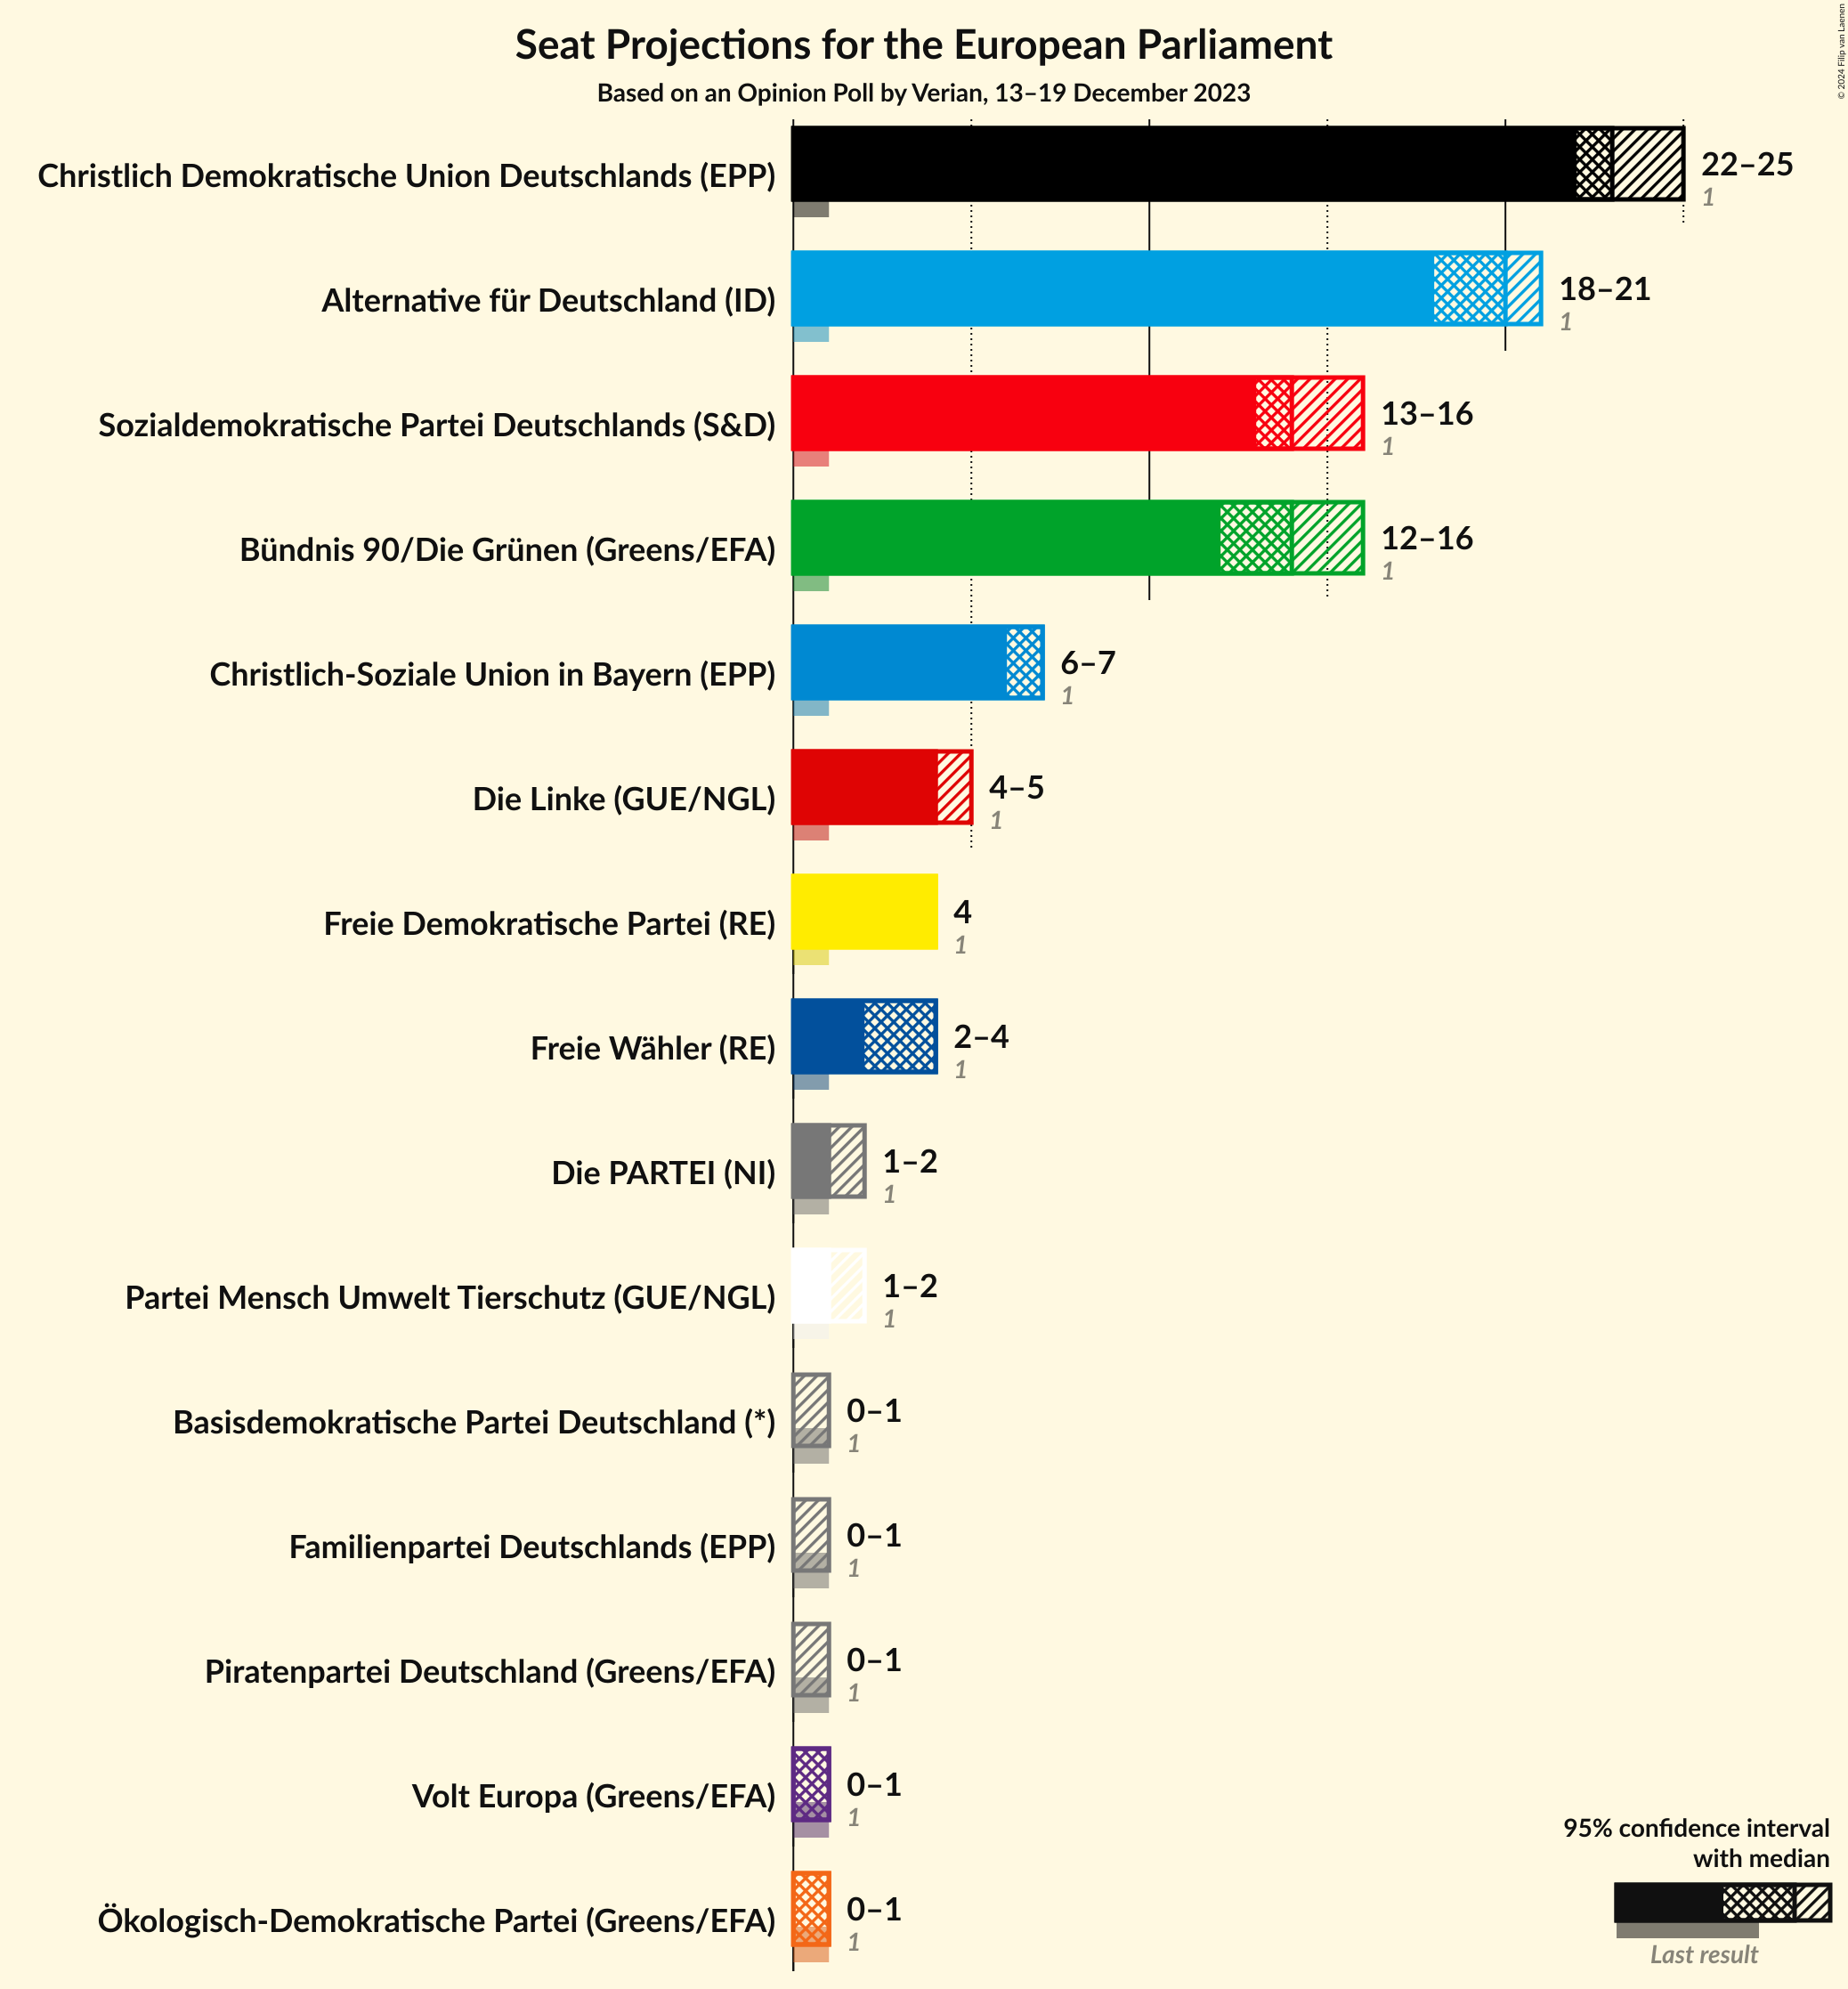 Seat Projections for the European Parliament
Based on an Opinion Poll by Verian, 13–19 December 2023
© 2024 Filip van Laenen
Christlich Demokratische Union Deutschlands (EPP)
22–25
1
Alternative für Deutschland (ID)
18–21
1
Sozialdemokratische Partei Deutschlands (S&D)
13–16
1
Bündnis 90/Die Grünen (Greens/EFA)
12–16
1
Christlich-Soziale Union in Bayern (EPP)
6–7
1
Die Linke (GUE/NGL)
4–5
1
Freie Demokratische Partei (RE)
4
1
Freie Wähler (RE)
2–4
1
Die PARTEI (NI)
1–2
1
Partei Mensch Umwelt Tierschutz (GUE/NGL)
1–2
1
Basisdemokratische Partei Deutschland (*)
0–1
1
Familienpartei Deutschlands (EPP)
0–1
1
Piratenpartei Deutschland (Greens/EFA)
0–1
1
Volt Europa (Greens/EFA)
0–1
1
Ökologisch-Demokratische Partei (Greens/EFA)
0–1
1
95% confidence interval
with median
Last result